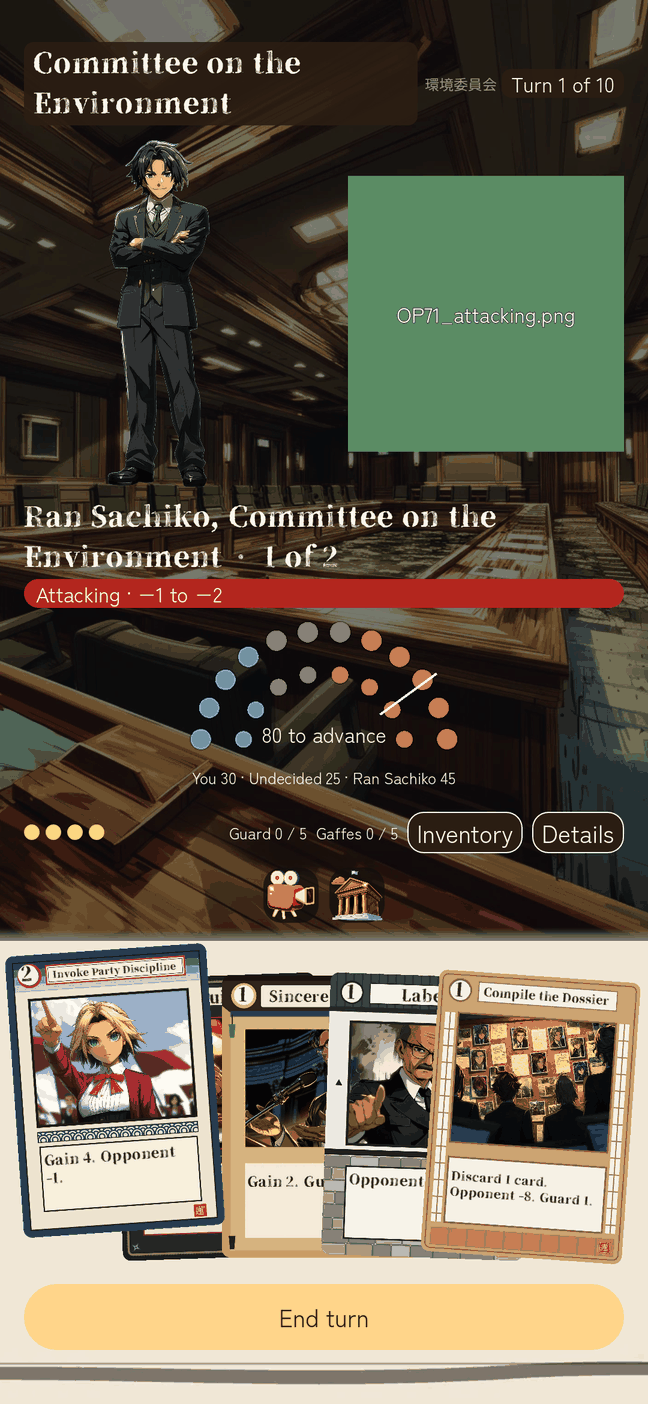 Committee on the
Environment
環境委員会
Turn 1 of 10
OP71_attacking.png
Ran Sachiko, Committee on the
Environment · 1 of 2
Attacking · −1 to −2
80 to advance
You 30 · Undecided 25 · Ran Sachiko 45
Guard 0 / 5 Gaffes 0 / 5
Inventory
Details
2
Invoke Party Discipline
Gain 4. Opponent
-1.
1
Sincere
Gain 2. Gu
1
Labe
Opponent
1
Compile the Dossier
Discard 1 card.
Opponent -8. Guard 1.
End turn